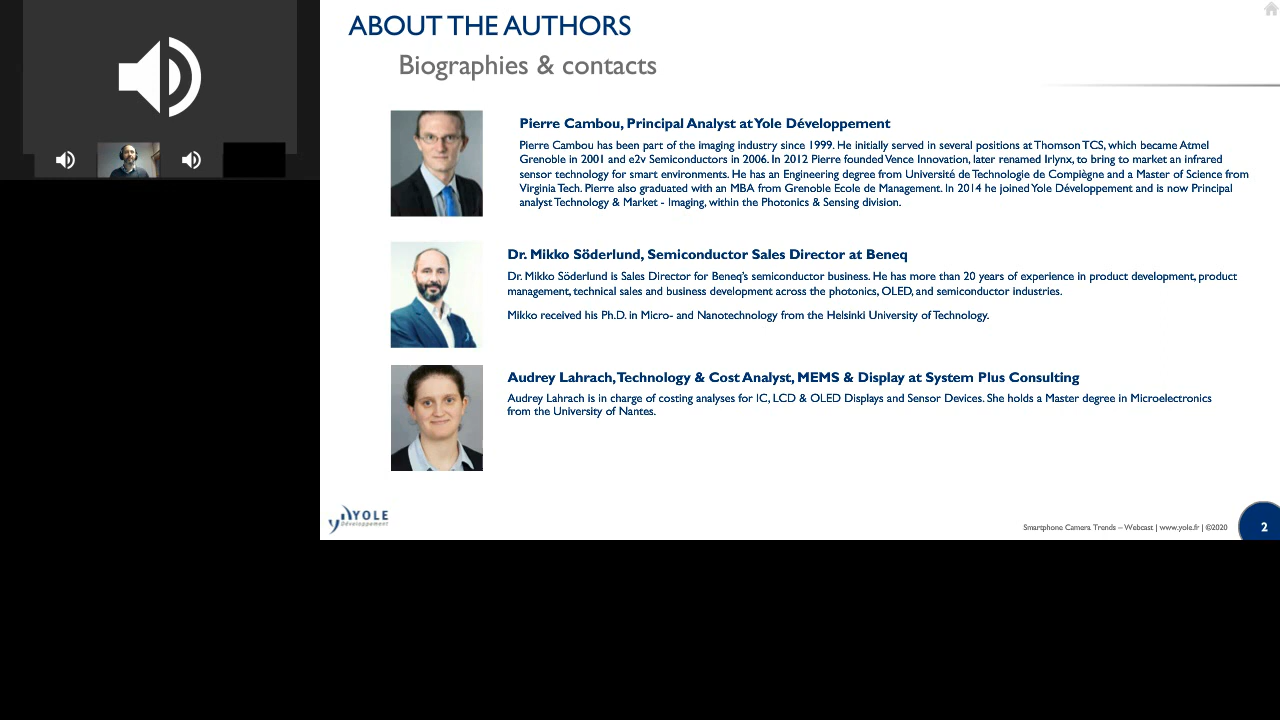 ABOUT THE AUTHORS
Biographies & contacts
Pierre Cambou, Principal Analyst at Yole Développement
Pierre Cambou has been part of the imaging industry since 1999. He initially served in several positions at Thomson TCS, which became Atmel
Grenoble in 2001 and e2v Semiconductors in 2006. In 2012 Pierre founded Vence Innovation, later renamed Irlynx, to bring to market an infrared
sensor technology for smart environments. He has an Engineering degree from Université de Technologie de Compiègne and a Master of Science from
Virginia Tech. Pierre also graduated with an MBA from Grenoble Ecole de Management. In 2014 he joined Yole Développement and is now Principal
analyst Technology & Market - Imaging, within the Photonics & Sensing division.
Dr. Mikko Söderlund, Semiconductor Sales Director at Beneq
Dr. Mikko Söderlund is Sales Director for Beneq's semiconductor business. He has more than 20 years of experience in product development, product
management, technical sales and business development across the photonics, OLED, and semiconductor industries.
Mikko received his Ph.D. in Micro- and Nanotechnology from the Helsinki University of Technology.
Audrey Lahrach, Technology & Cost Analyst, MEMS & Display at System Plus Consulting
Audrey Lahrach is in charge of costing analyses for IC, LCD & OLED Displays and Sensor Devices. She holds a Master degree in Microelectronics
from the University of Nantes.
YOLE
Développement
Smartphone Camera Trends – Webcast | www.yole.fr | ©2020
2